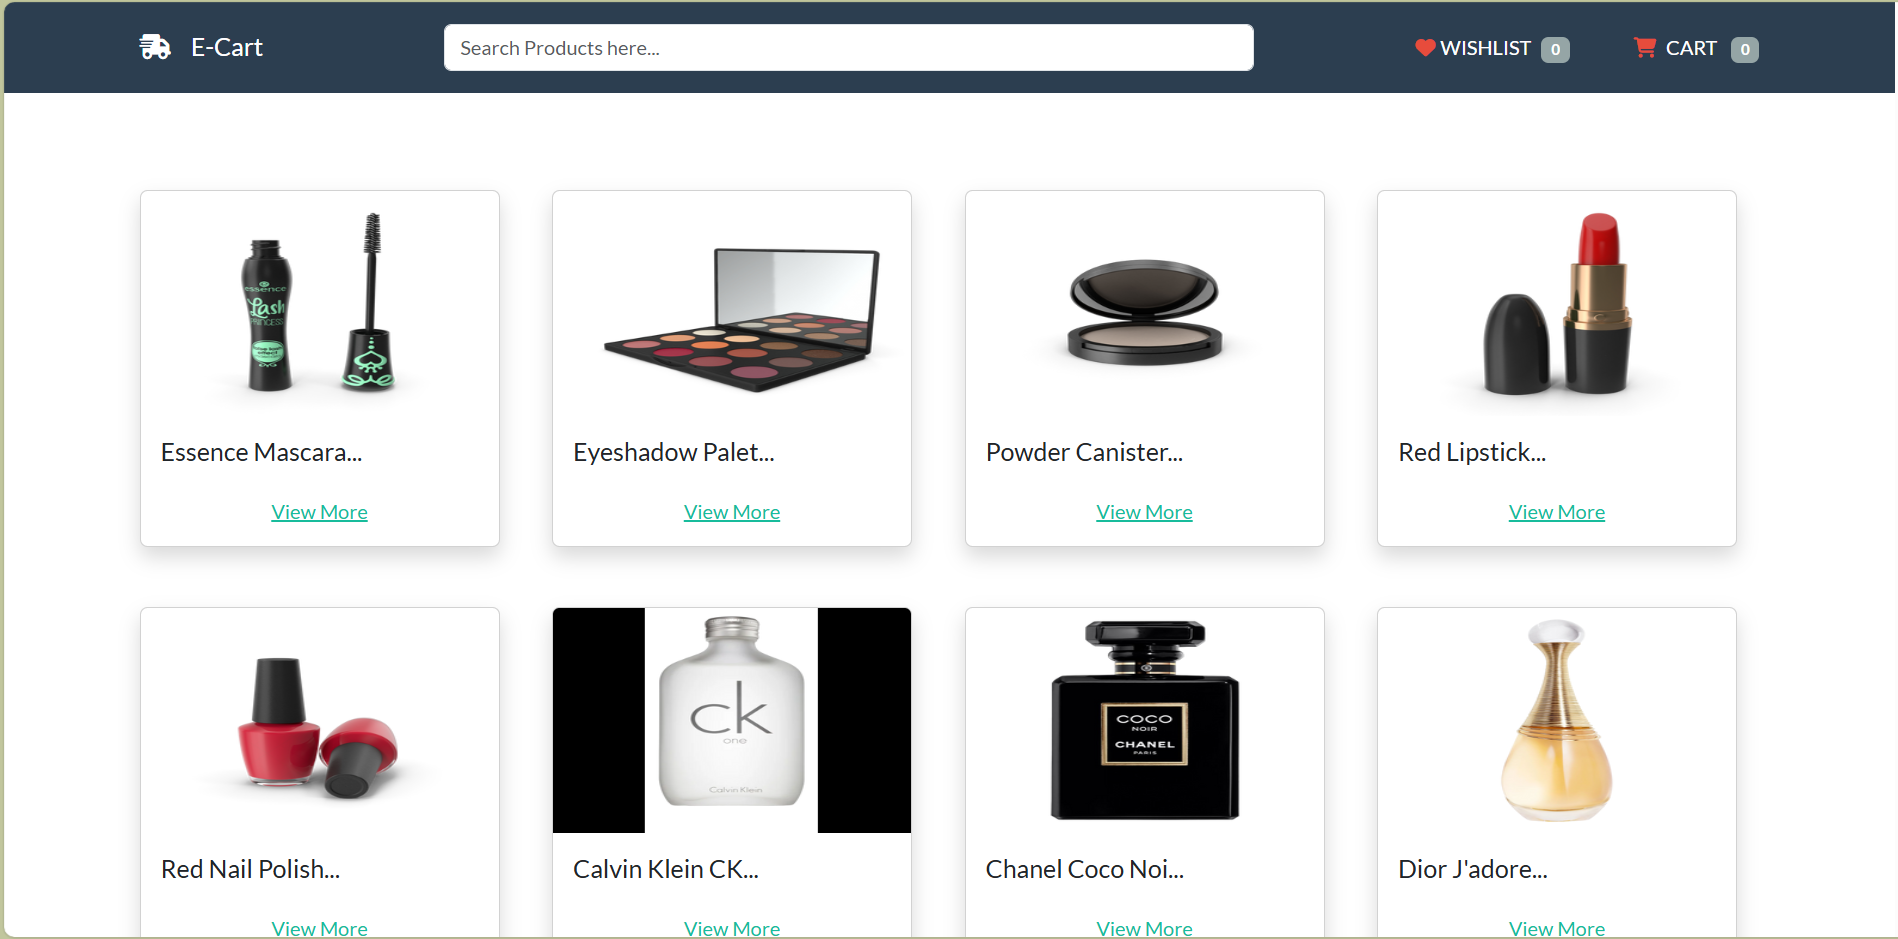 E-Cart
Search Products here...
WISHLIST 0
CART 0
essence
Lash
PRINCESS
Essence Mascara...
View More
Eyeshadow Palet...
View More
Powder Canister...
View More
Red Lipstick...
View More
Red Nail Polish...
View More
ck
one
Calvin Klein
Calvin Klein CK...
View More
COCO
NOIR
CHANEL
PARIS
Chanel Coco Noi...
View More
Dior J'adore...
View More